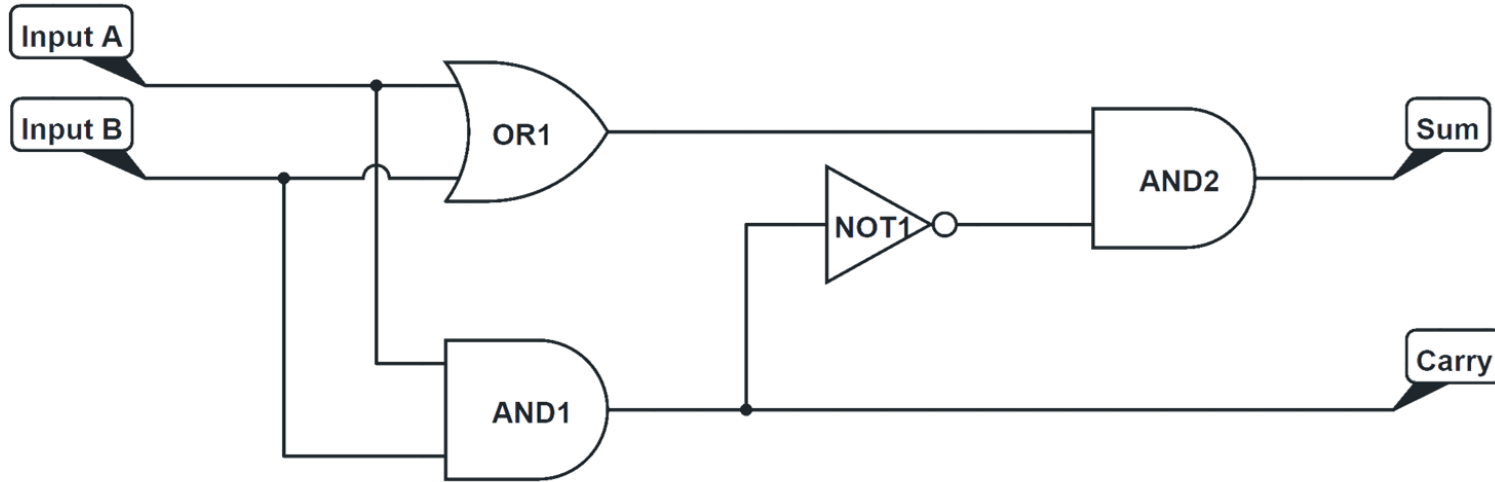 Input A
Input B
OR1
Sum
AND2
NOT1
Carry
AND1